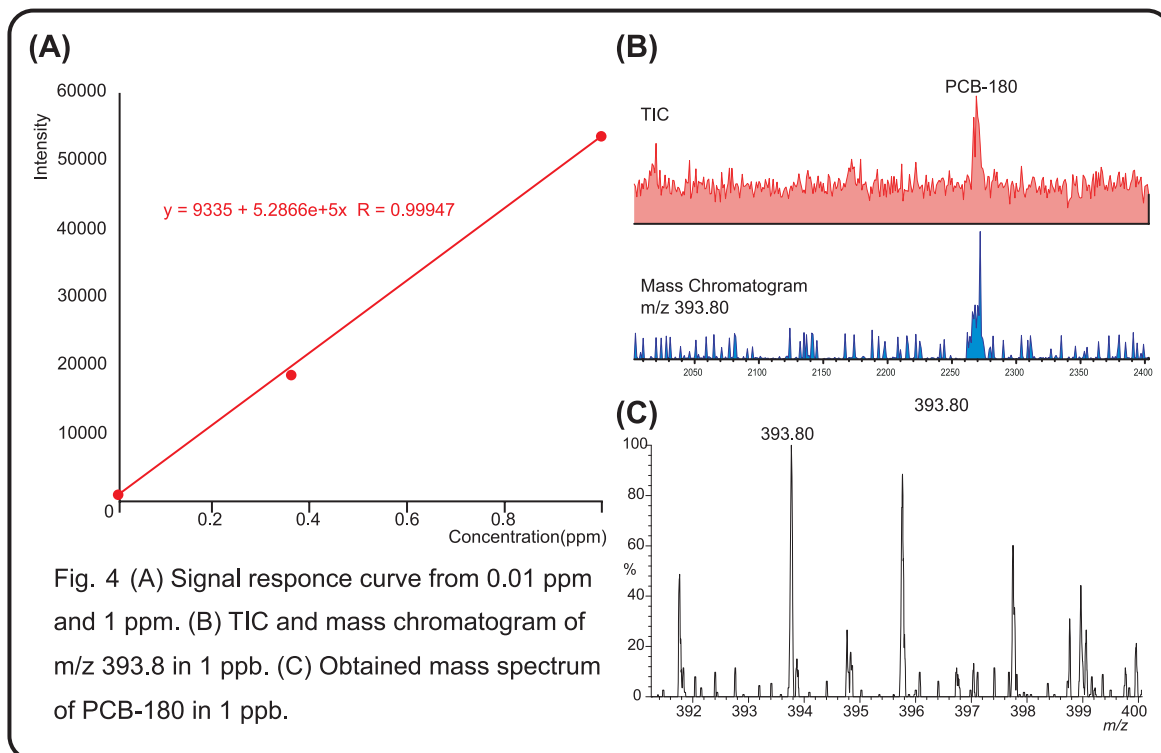 (A)
60000
50000
40000
30000
20000
10000
0
Intensity
y = 9335 + 5.2866e+5x R = 0.99947
0.2 0.4 0.6 0.8
Concentration(ppm)
Fig. 4 (A) Signal responce curve from 0.01 ppm
and 1 ppm. (B) TIC and mass chromatogram of
m/z 393.8 in 1 ppb. (C) Obtained mass spectrum
of PCB-180 in 1 ppb.
(B)
PCB-180
TIC
Mass Chromatogram
m/z 393.80
2050 2100 2150 2200 2250 2300 2350 2400
393.80
(C)
393.80
100
80
60
%
40
20
0
392 393 394 395 396 397 398 399 400
m/z